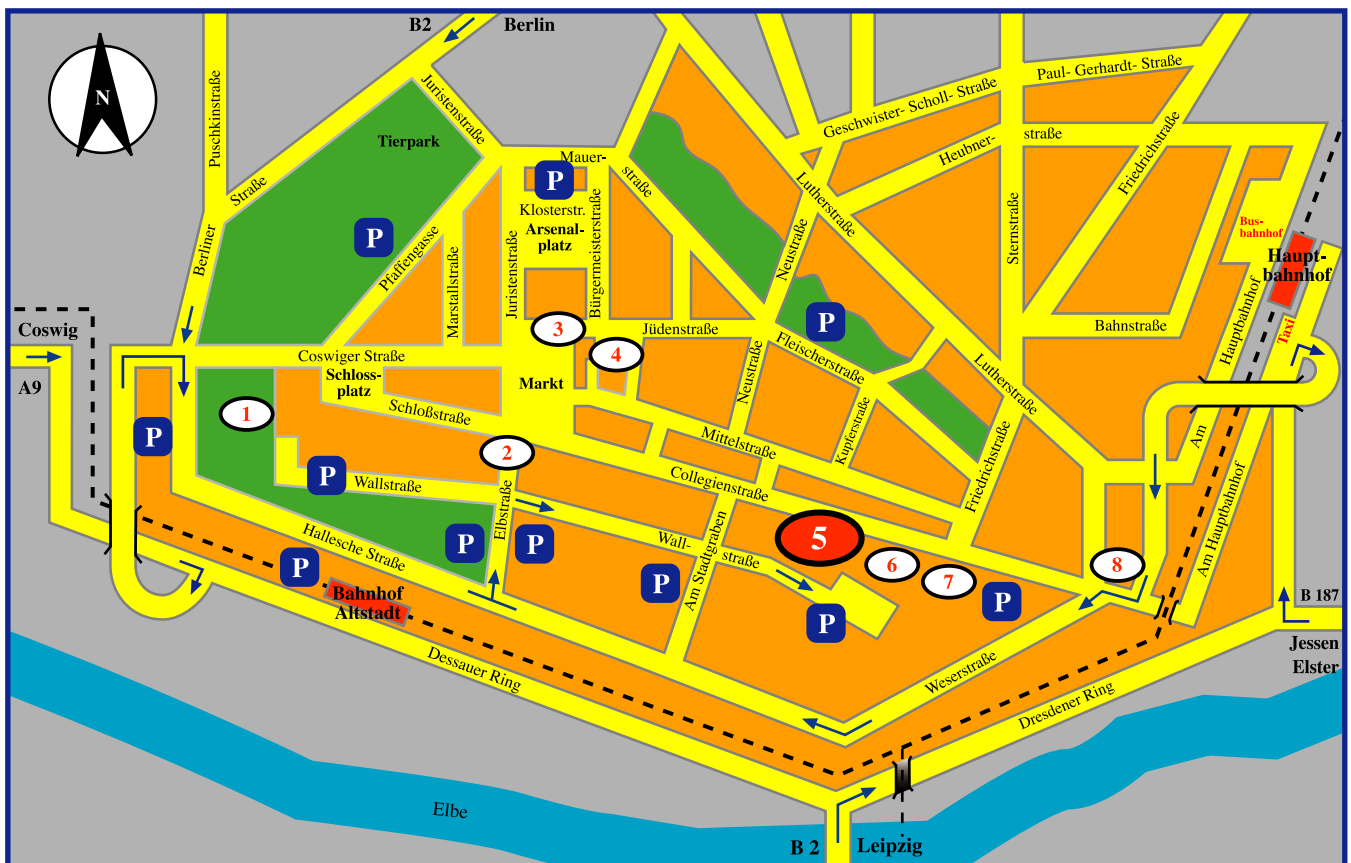 B2
Berlin
N
Puschkinstraße
Juristenstraße
Tierpark
Berliner
Straße
P
P
Mauer-
straße
Klosterstr.
Arsenal-
platz
Bürgermeisterstraße
Juristenstraße
Pfaffengasse
Marstallstraße
Geschwister- Scholl- Straße
Paul- Gerhardt- Straße
Heubner-
straße
Friedrichstraße
Lutherstraße
Neustraße
Sternstraße
Bus-
bahnhof
Haupt-
bahnhof
Taxi
Am
Hauptbahnhof
Bahnstraße
Coswig
A9
Coswiger Straße
Schloss-
platz
Schloßstraße
Markt
3
4
Jüdenstraße
Neustraße
Fleischerstraße
P
Lutherstraße
Kupferstraße
Friedrichstraße
Mittelstraße
Collegienstraße
1
2
P
P
Wallstraße
Elbstraße
P
P
Hallesche Straße
P
Bahnhof
Altstadt
Wall-
straße
Am Stadtgraben
P
5
6
7
8
P
P
Am Hauptbahnhof
B 187
Jessen
Elster
Weserstraße
Dessauer Ring
Dresdener Ring
Elbe
B 2
Leipzig